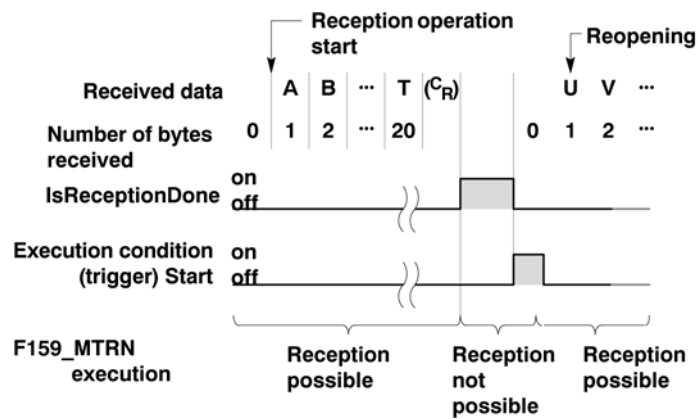 Reception operation
start
Reopening
Received data A B ··· T (CR) U V ···
Number of bytes
received
0 1 2 ··· 20 0 1 2 ···
IsReceptionDone
on
off
Execution condition
(trigger) Start
on
off
F159_MTRN
execution
Reception
possible
Reception
not
possible
Reception
possible